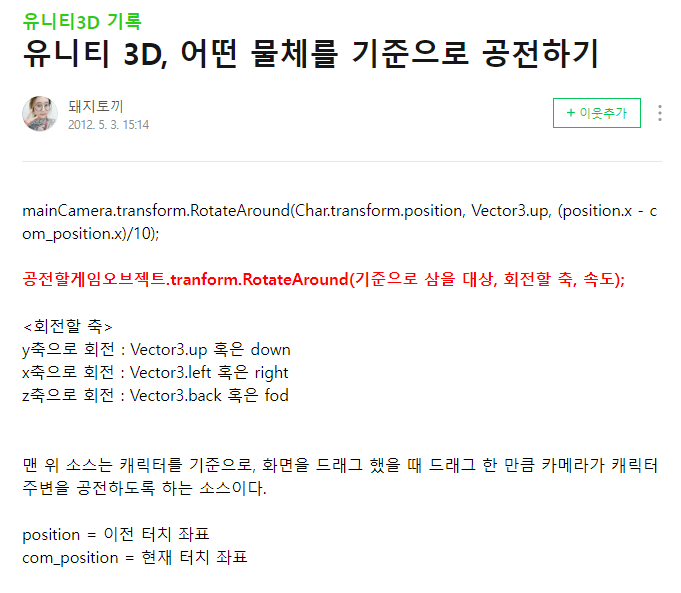 유니티3D 기록
유니티 3D, 어떤 물체를 기준으로 공전하기
돼지토끼
2012. 5. 3. 15:14
+ 이웃추가
mainCamera.transform.RotateAround(Char.transform.position, Vector3.up, (position.x - c
om_position.x)/10);
공전할게임오브젝트.tranform.RotateAround(기준으로 삼을 대상, 회전할 축, 속도);
<회전할 축>
y축으로 회전 : Vector3.up 혹은 down
x축으로 회전 : Vector3.left 혹은 right
z축으로 회전 : Vector3.back 혹은 fod
맨 위 소스는 캐릭터를 기준으로, 화면을 드래그 했을 때 드래그 한 만큼 카메라가 캐릭터
주변을 공전하도록 하는 소스이다.
position = 이전 터치 좌표
com_position = 현재 터치 좌표